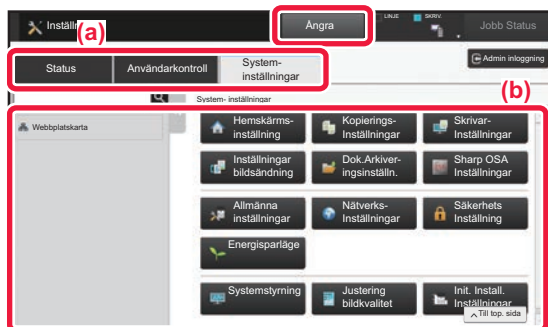 Inställ
(a)
Ångra
LINJE
SKRIV.
Jobb Status
Status
Användarkontroll
System-
inställningar
Admin inloggning
(b)
System- inställningar
Webbplatskarta
Hemskärms-
inställning
Kopierings-
Inställningar
Skrivar-
Inställningar
Inställningar
bildsändning
Dok.Arkiver-
ingsinställn.
Sharp OSA
Inställningar
Allmänna
inställningar
Nätverks-
Inställningar
Säkerhets
Inställning
Energisparläge
Systemstyrning
Justering
bildkvalitet
Init. Install.
Inställningar
Till top. sida